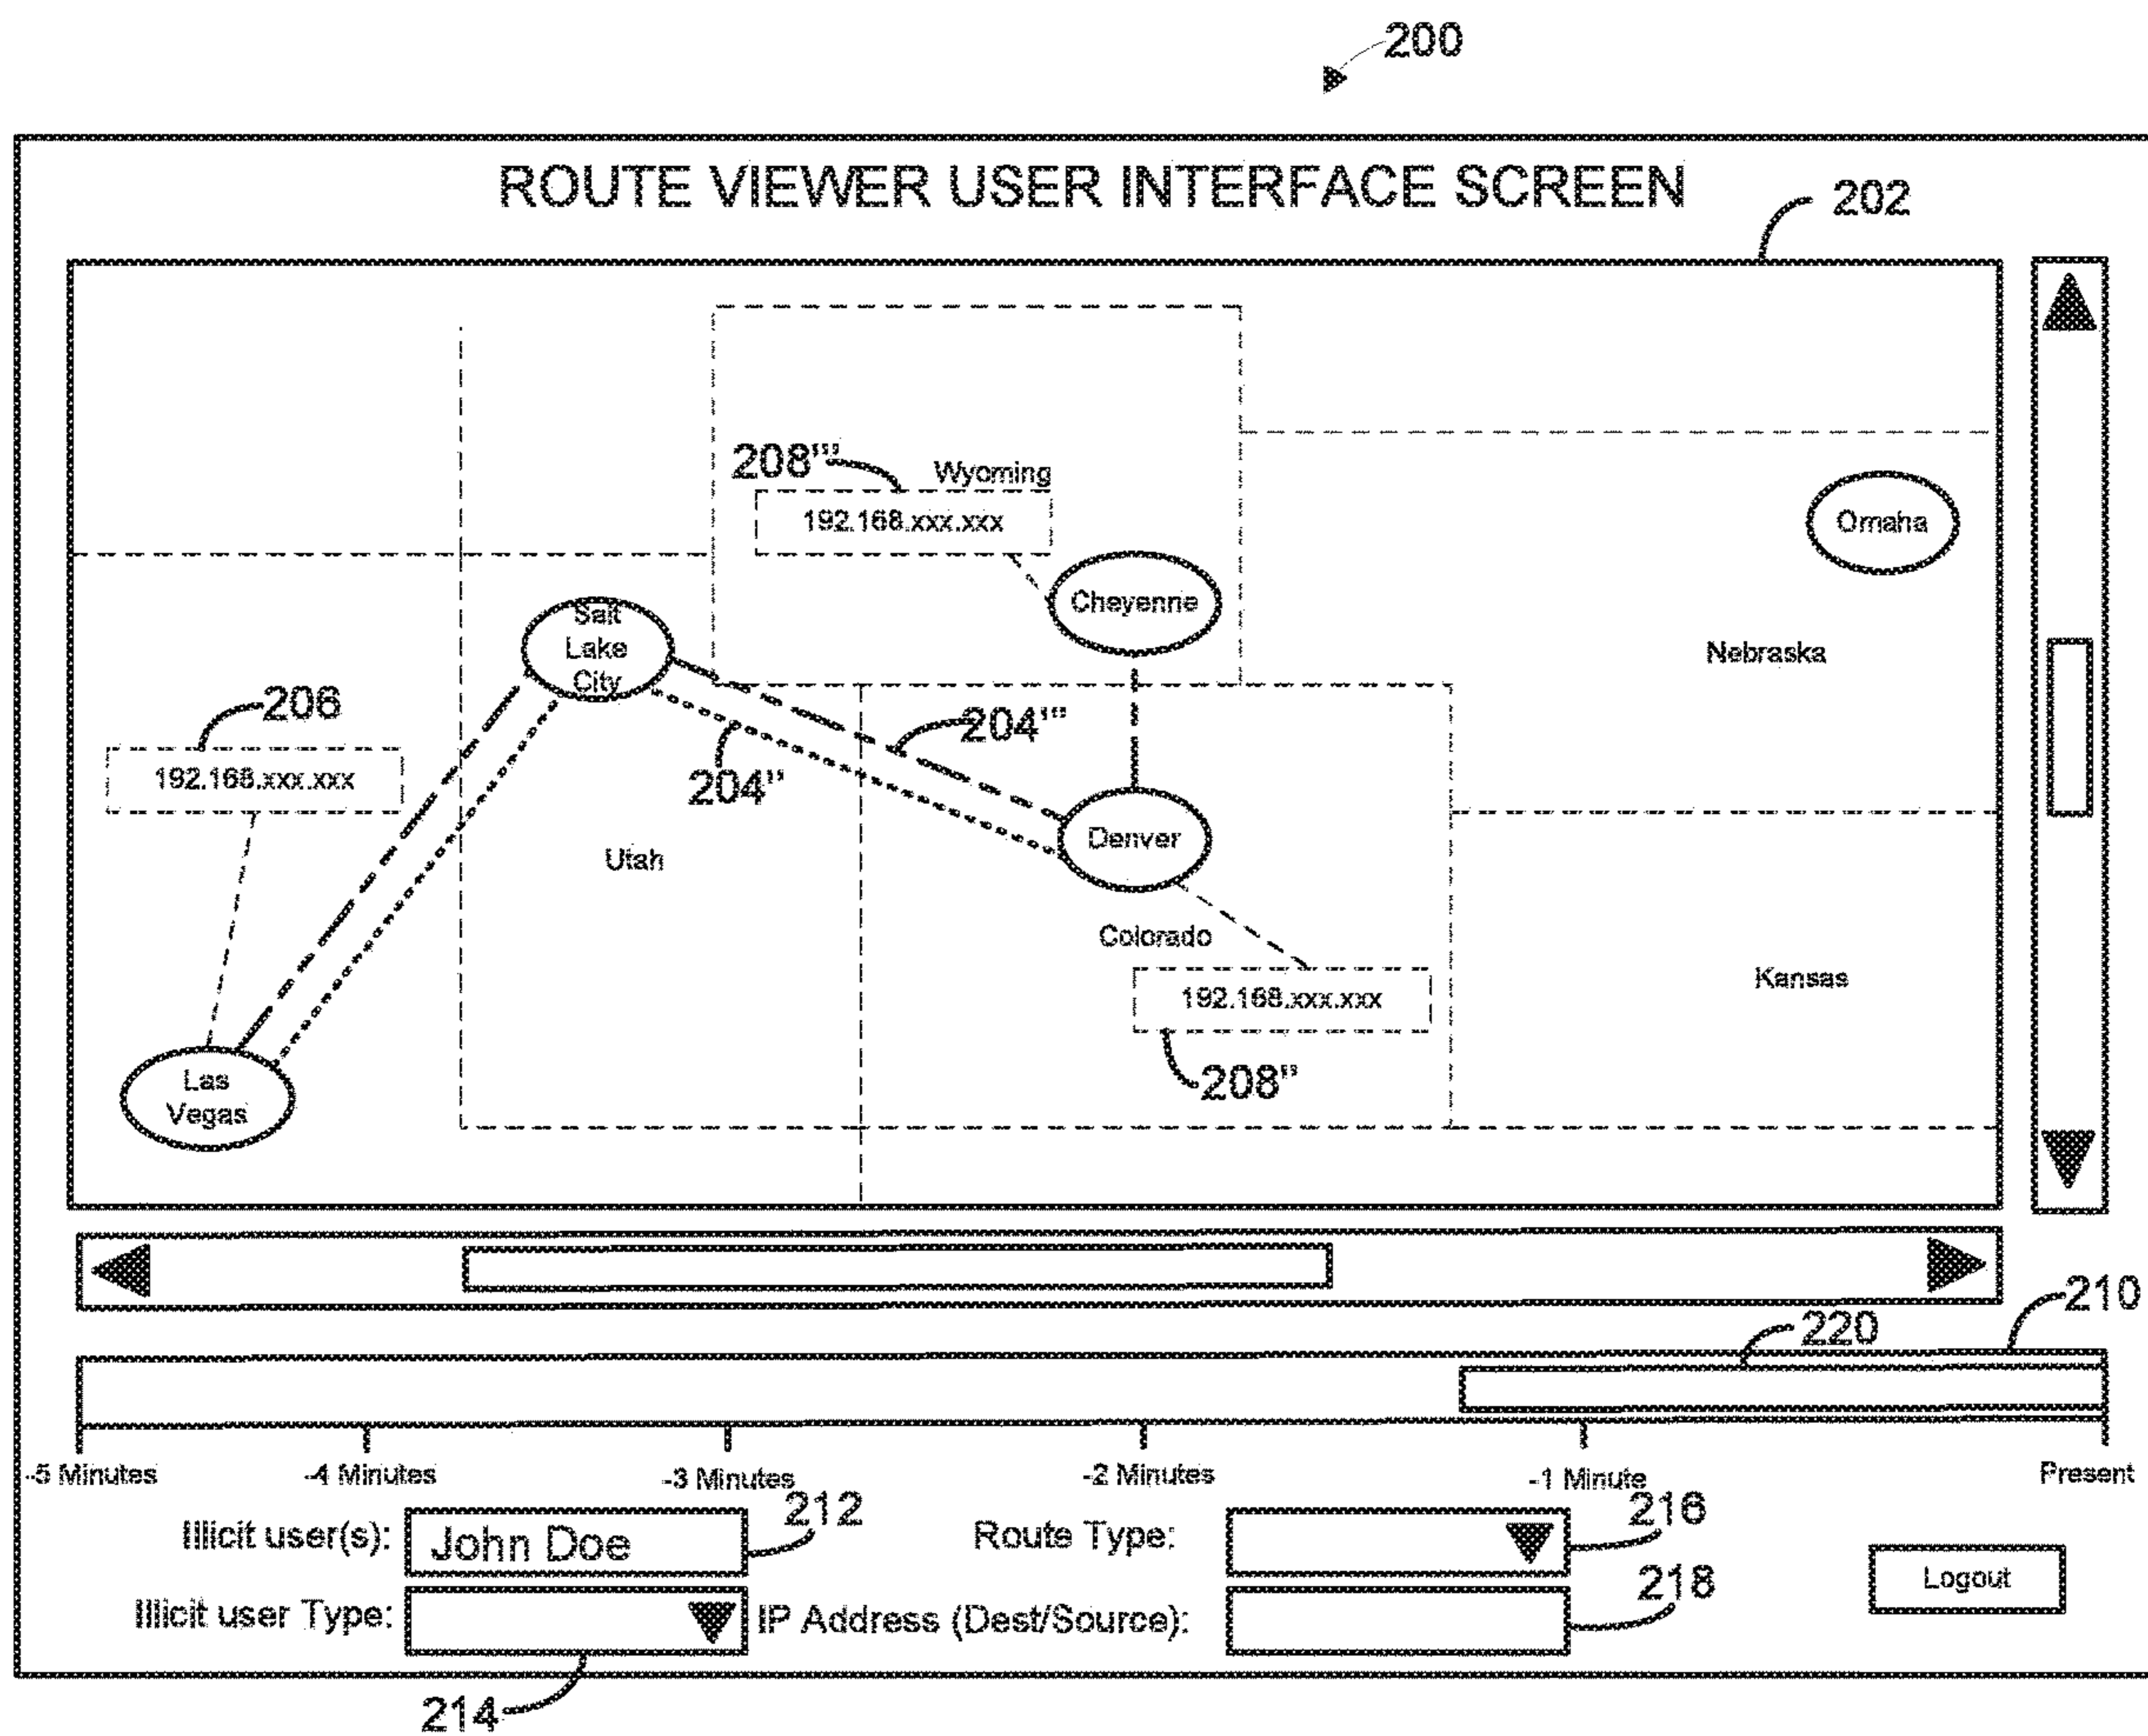 200
ROUTE VIEWER USER INTERFACE SCREEN
202
208'''
Wyoming
192.168.xxx.xxx
Omaha
Cheyenne
Salt
Lake
City
Nebraska
206
204'''
192.168.xxx.xxx
204''
Denver
Utah
Colorado
Kansas
192.168.xxx.xxx
208''
Las
Vegas
210
220
-5 Minutes
-4 Minutes
-3 Minutes
-2 Minutes
-1 Minute
Present
Illicit user(s):
John Doe
212
Route Type:
216
Logout
Illicit user Type:
IP Address (Dest/Source):
218
214